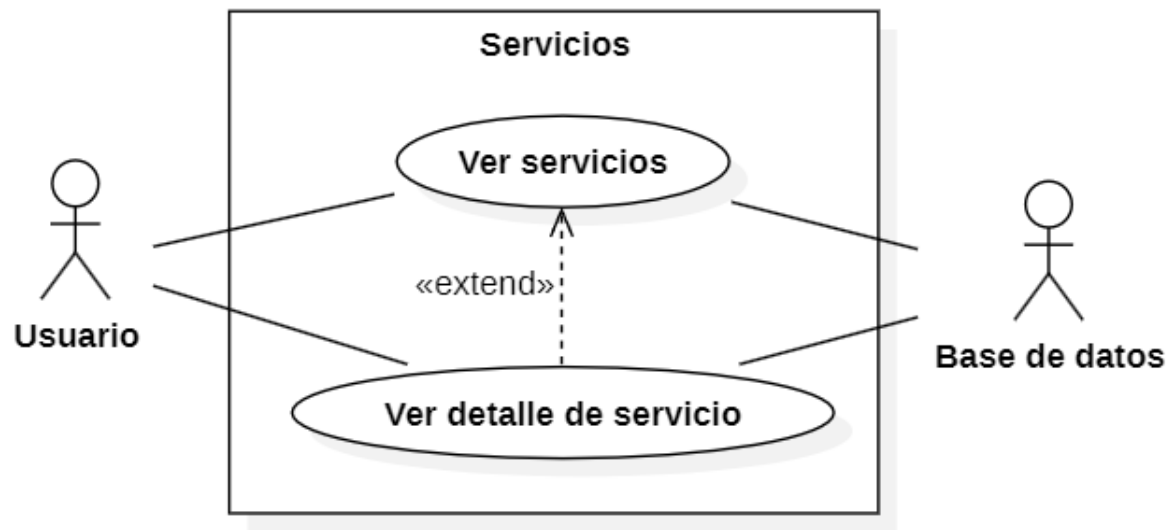 Servicios
Ver servicios
«extend»
Usuario
Base de datos
Ver detalle de servicio